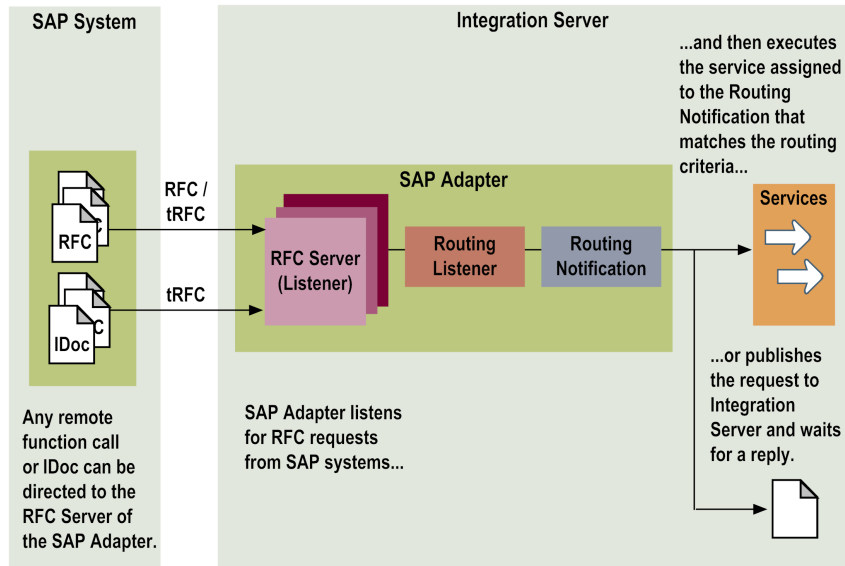 SAP System
Integration Server
...and then executes
the service assigned
to the Routing
Notification that
matches the routing
criteria...
RFC /
tRFC
SAP Adapter
Services
C
RFC
RFC Server
(Listener)
Routing
Listener
Routing
Notification
tRFC
C
IDoc
...or publishes
the request to
Integration
Server and waits
for a reply.
Any remote
function call
or IDoc can be
directed to the
RFC Server of
the SAP Adapter.
SAP Adapter listens
for RFC requests
from SAP systems...